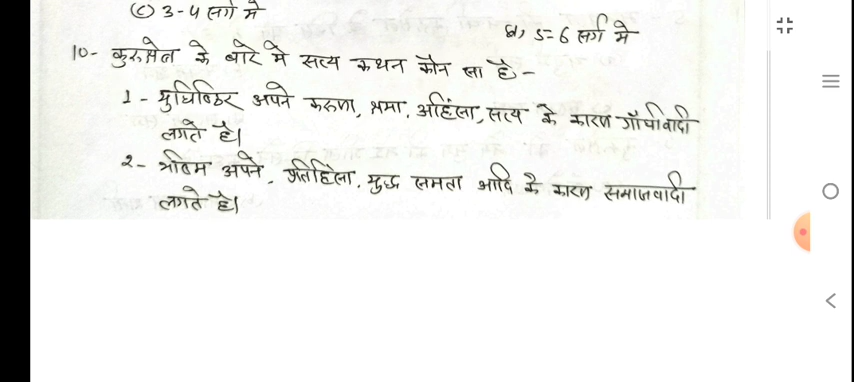 (c) 3-4 सर्ग मे
(d) 5-6 सर्ग मे
10- कुरुक्षेत्र के बारे मे सत्य कथन कौन सा है -
1 - युधिष्ठिर अपने करुणा, क्षमा, अहिंसा, सत्य के कारण गाँधीवादी
लगते है।
2- भीष्म अपने, प्रतिहिंसा, युद्ध समता आदि के कारण समाजवादी
लगते है।